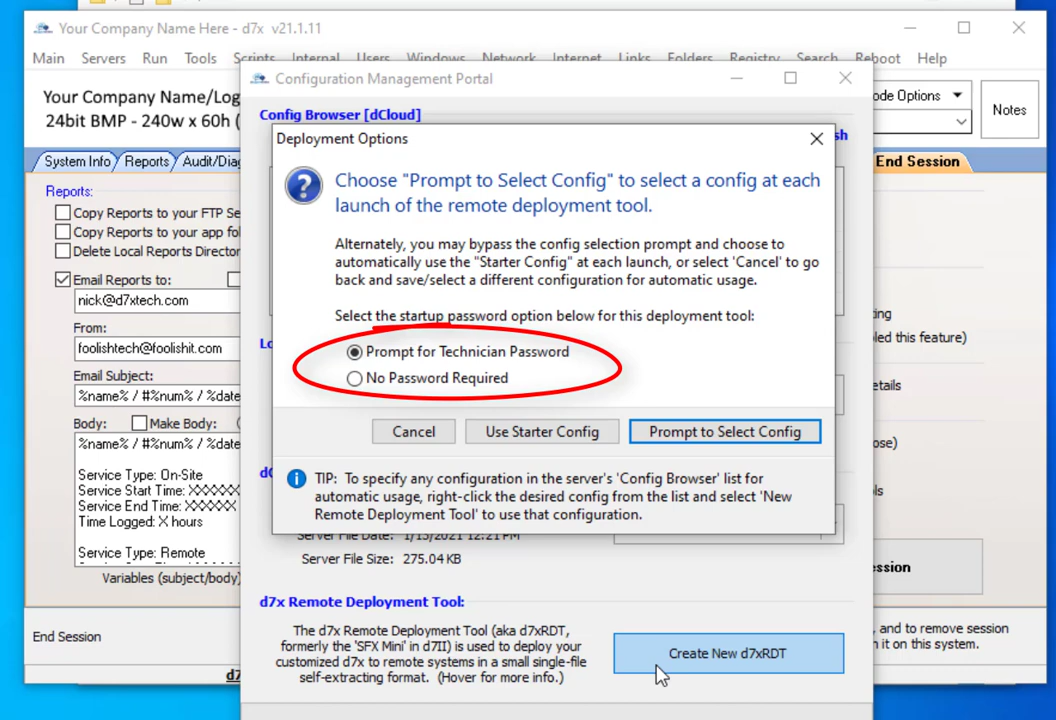 Your Company Name Here - d7x v21.1.11
Main Servers Run Tools Scripts Internal Users Windows Network Internet Links Folders Registry Search Reboot Help
Configuration Management Portal
Your Company Name/Log
24bit BMP - 240w x 60h (
ode Options
Notes
Config Browser [dCloud]
sh
System Info Reports Audit/Diag
End Session
Deployment Options
Choose "Prompt to Select Config" to select a config at each
launch of the remote deployment tool.
Alternately, you may bypass the config selection prompt and choose to
automatically use the "Starter Config" at each launch, or select 'Cancel' to go
back and save/select a different configuration for automatic usage.
Select the startup password option below for this deployment tool:
Prompt for Technician Password
No Password Required
Cancel Use Starter Config Prompt to Select Config
TIP: To specify any configuration in the server's 'Config Browser' list for
automatic usage, right-click the desired config from the list and select 'New
Remote Deployment Tool' to use that configuration.
Reports:
Copy Reports to your FTP Se
Copy Reports to your app fol
Delete Local Reports Director
Email Reports to:
nick@d7xtech.com
From:
foolishtech@foolishit.com
Email Subject:
%name% / #%num% / %date
Body: Make Body: (
%name% / #%num% / %date
Service Type: On-Site
Service Start Time: XXXXXX
Service End Time: XXXXXX
Time Logged: X hours
Service Type: Remote
Variables (subject/body)
Lo
dC
ing
led this feature)
etails
ose)
ls
ession
Server File Date: 1/15/2021 12:21 PM
Server File Size: 275.04 KB
d7x Remote Deployment Tool:
The d7x Remote Deployment Tool (aka d7xRDT,
formerly the 'SFX Mini' in d7II) is used to deploy your
customized d7x to remote systems in a small single-file
self-extracting format. (Hover for more info.)
Create New d7xRDT
End Session
, and to remove session
n it on this system.
d7